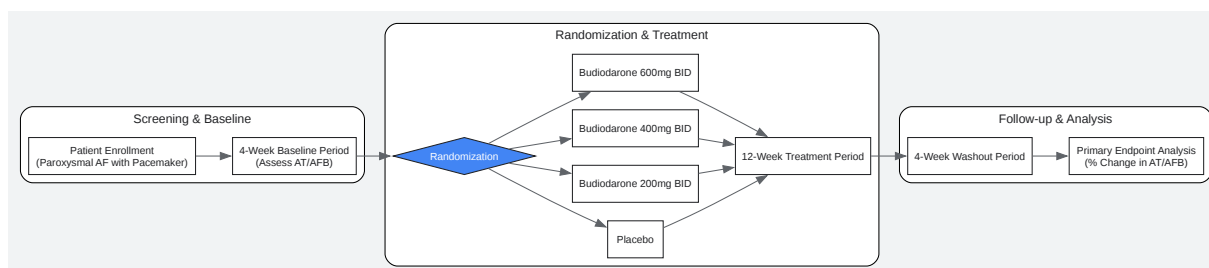 Screening & Baseline
Patient Enrollment
(Paroxysmal AF with Pacemaker)
4-Week Baseline Period
(Assess AT/AFB)
Randomization & Treatment
Randomization
Budiodarone 600mg BID
Budiodarone 400mg BID
Budiodarone 200mg BID
Placebo
12-Week Treatment Period
Follow-up & Analysis
4-Week Washout Period
Primary Endpoint Analysis
(% Change in AT/AFB)